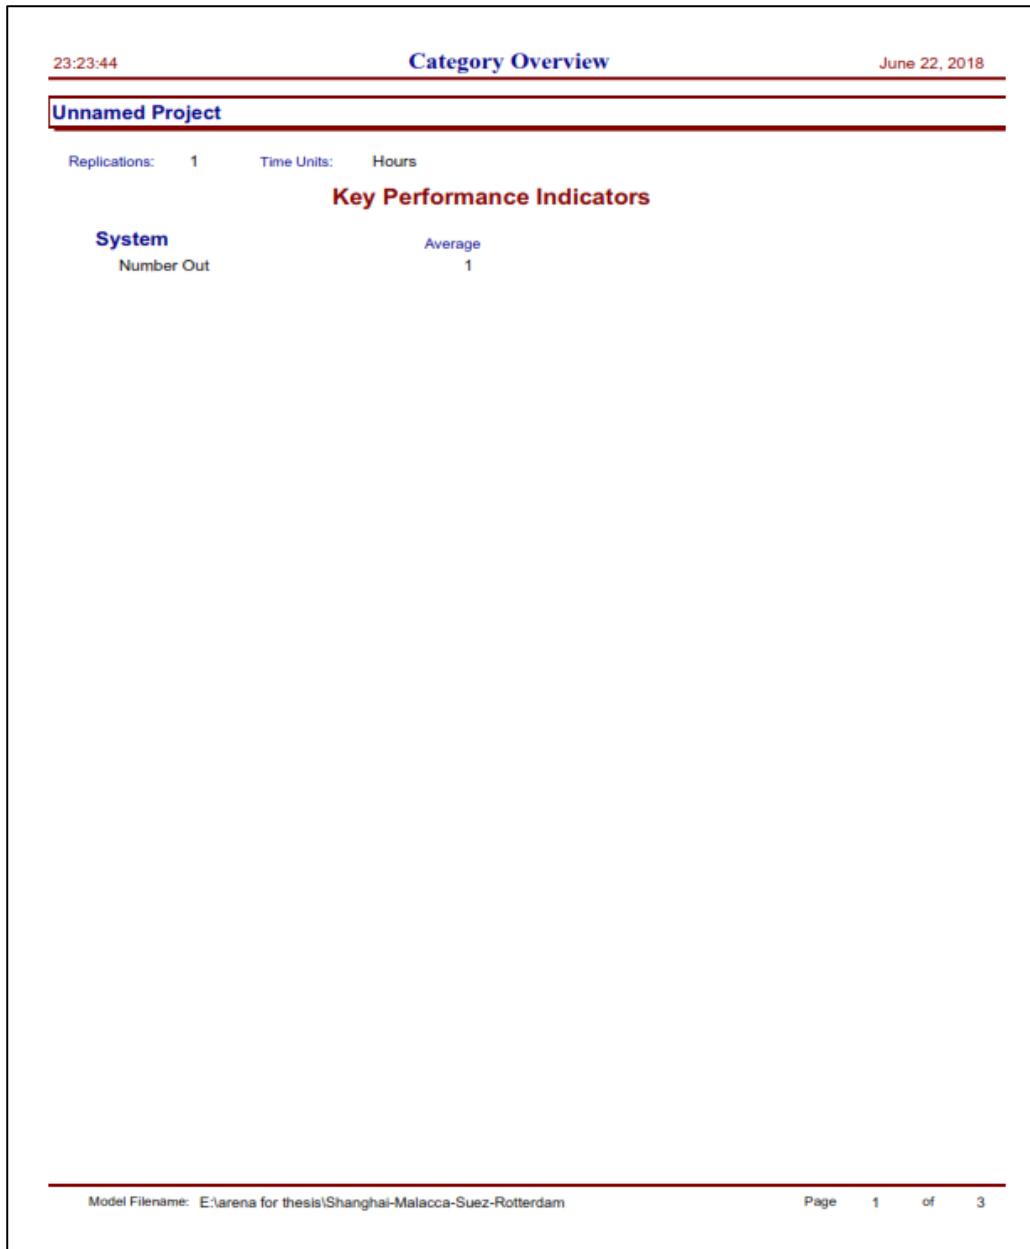 23:23:44 Category Overview June 22, 2018
Unnamed Project
Replications: 1 Time Units: Hours
Key Performance Indicators
System Average
Number Out 1
Model Filename: E:\arena for thesis\Shanghai-Malacca-Suez-Rotterdam Page 1 of 3